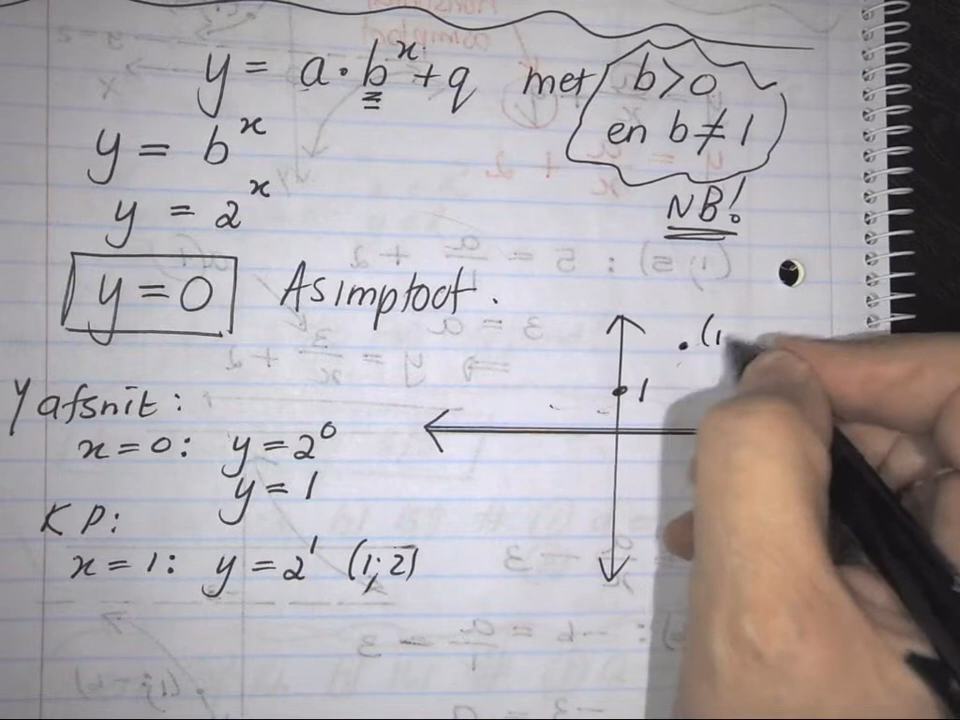 y = a · b^x + q met b > 0
en b ≠ 1
NB!
y = b^x
y = 2^x
y = 0 Asimptoot.
Y afsnit:
x = 0: y = 2^0
y = 1
KP:
x = 1: y = 2^1 (1;2)
(1
1